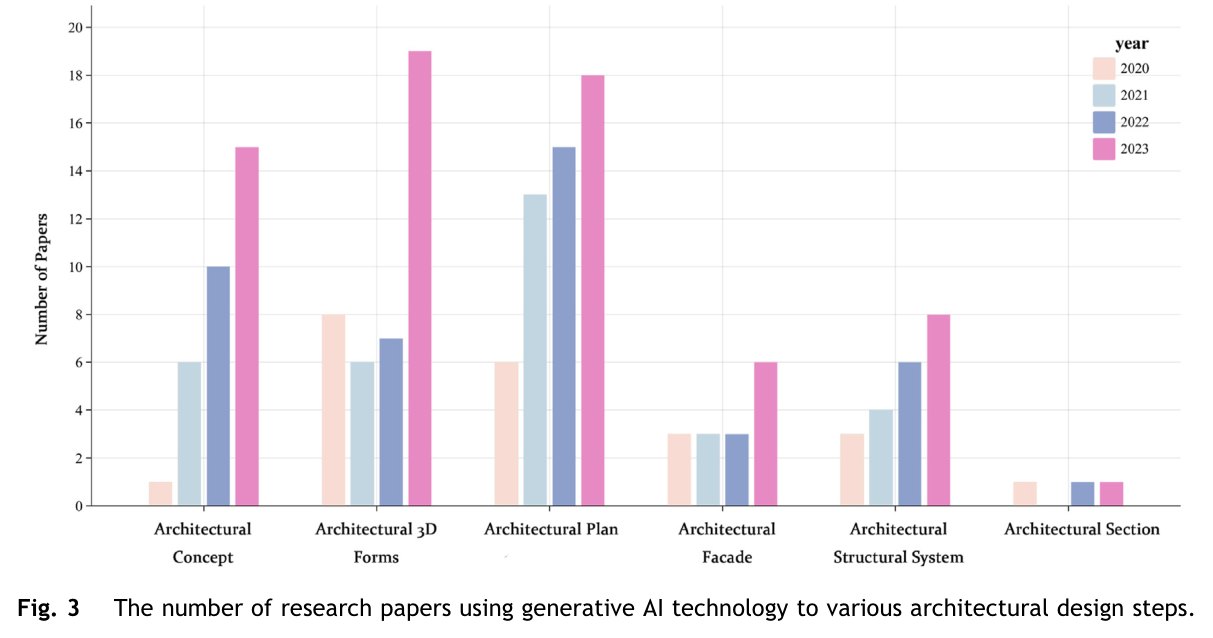 20
18
16
14
12
10
8
6
4
2
0
Number of Papers
year
2020
2021
2022
2023
Architectural
Concept
Architectural 3D
Forms
Architectural Plan
Architectural
Facade
Architectural
Structural System
Architectural Section
Fig. 3 The number of research papers using generative AI technology to various architectural design steps.